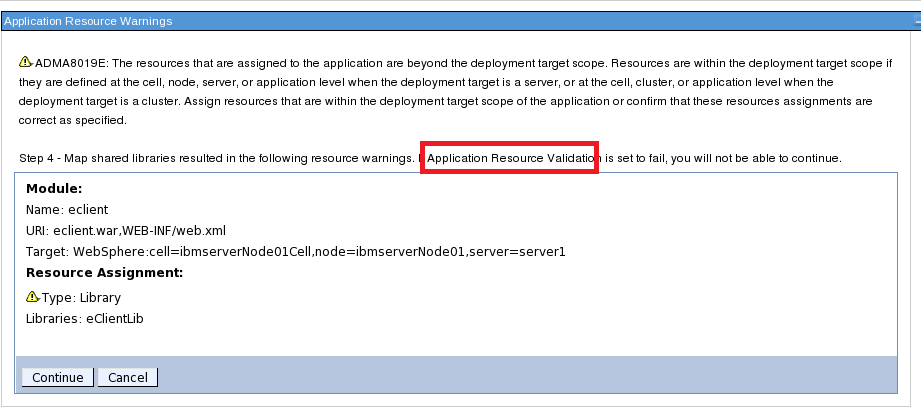 Application Resource Warnings
ADMA8019E: The resources that are assigned to the application are beyond the deployment target scope. Resources are within the deployment target scope if
they are defined at the cell, node, server, or application level when the deployment target is a server, or at the cell, cluster, or application level when the
deployment target is a cluster. Assign resources that are within the deployment target scope of the application or confirm that these resources assignments are
correct as specified.
Step 4 - Map shared libraries resulted in the following resource warnings. Application Resource Validation is set to fail, you will not be able to continue.
Module:
Name: eclient
URI: eclient.war,WEB-INF/web.xml
Target: WebSphere:cell=ibmserverNode01Cell,node=ibmserverNode01,server=server1
Resource Assignment:
Type: Library
Libraries: eClientLib
Continue Cancel